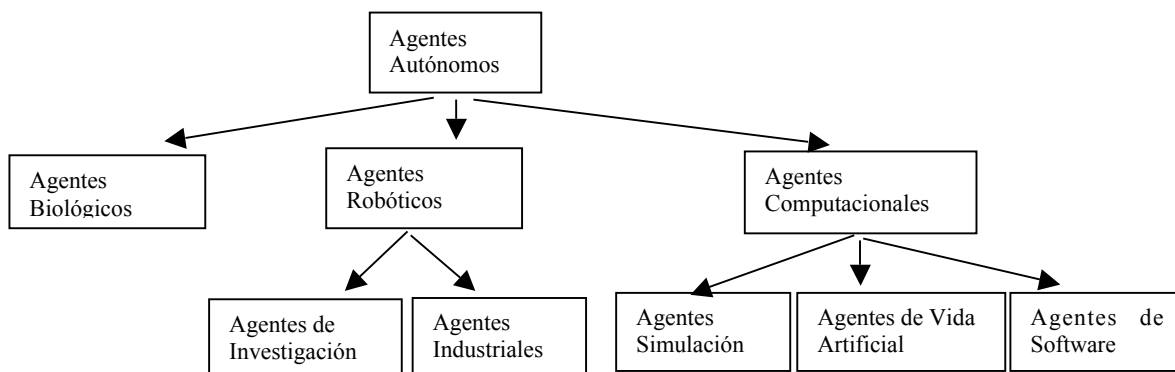 Agentes
Autónomos
Agentes
Biológicos
Agentes
Robóticos
Agentes
Computacionales
Agentes de
Investigación
Agentes
Industriales
Agentes
Simulación
Agentes de Vida
Artificial
Agentes de
Software